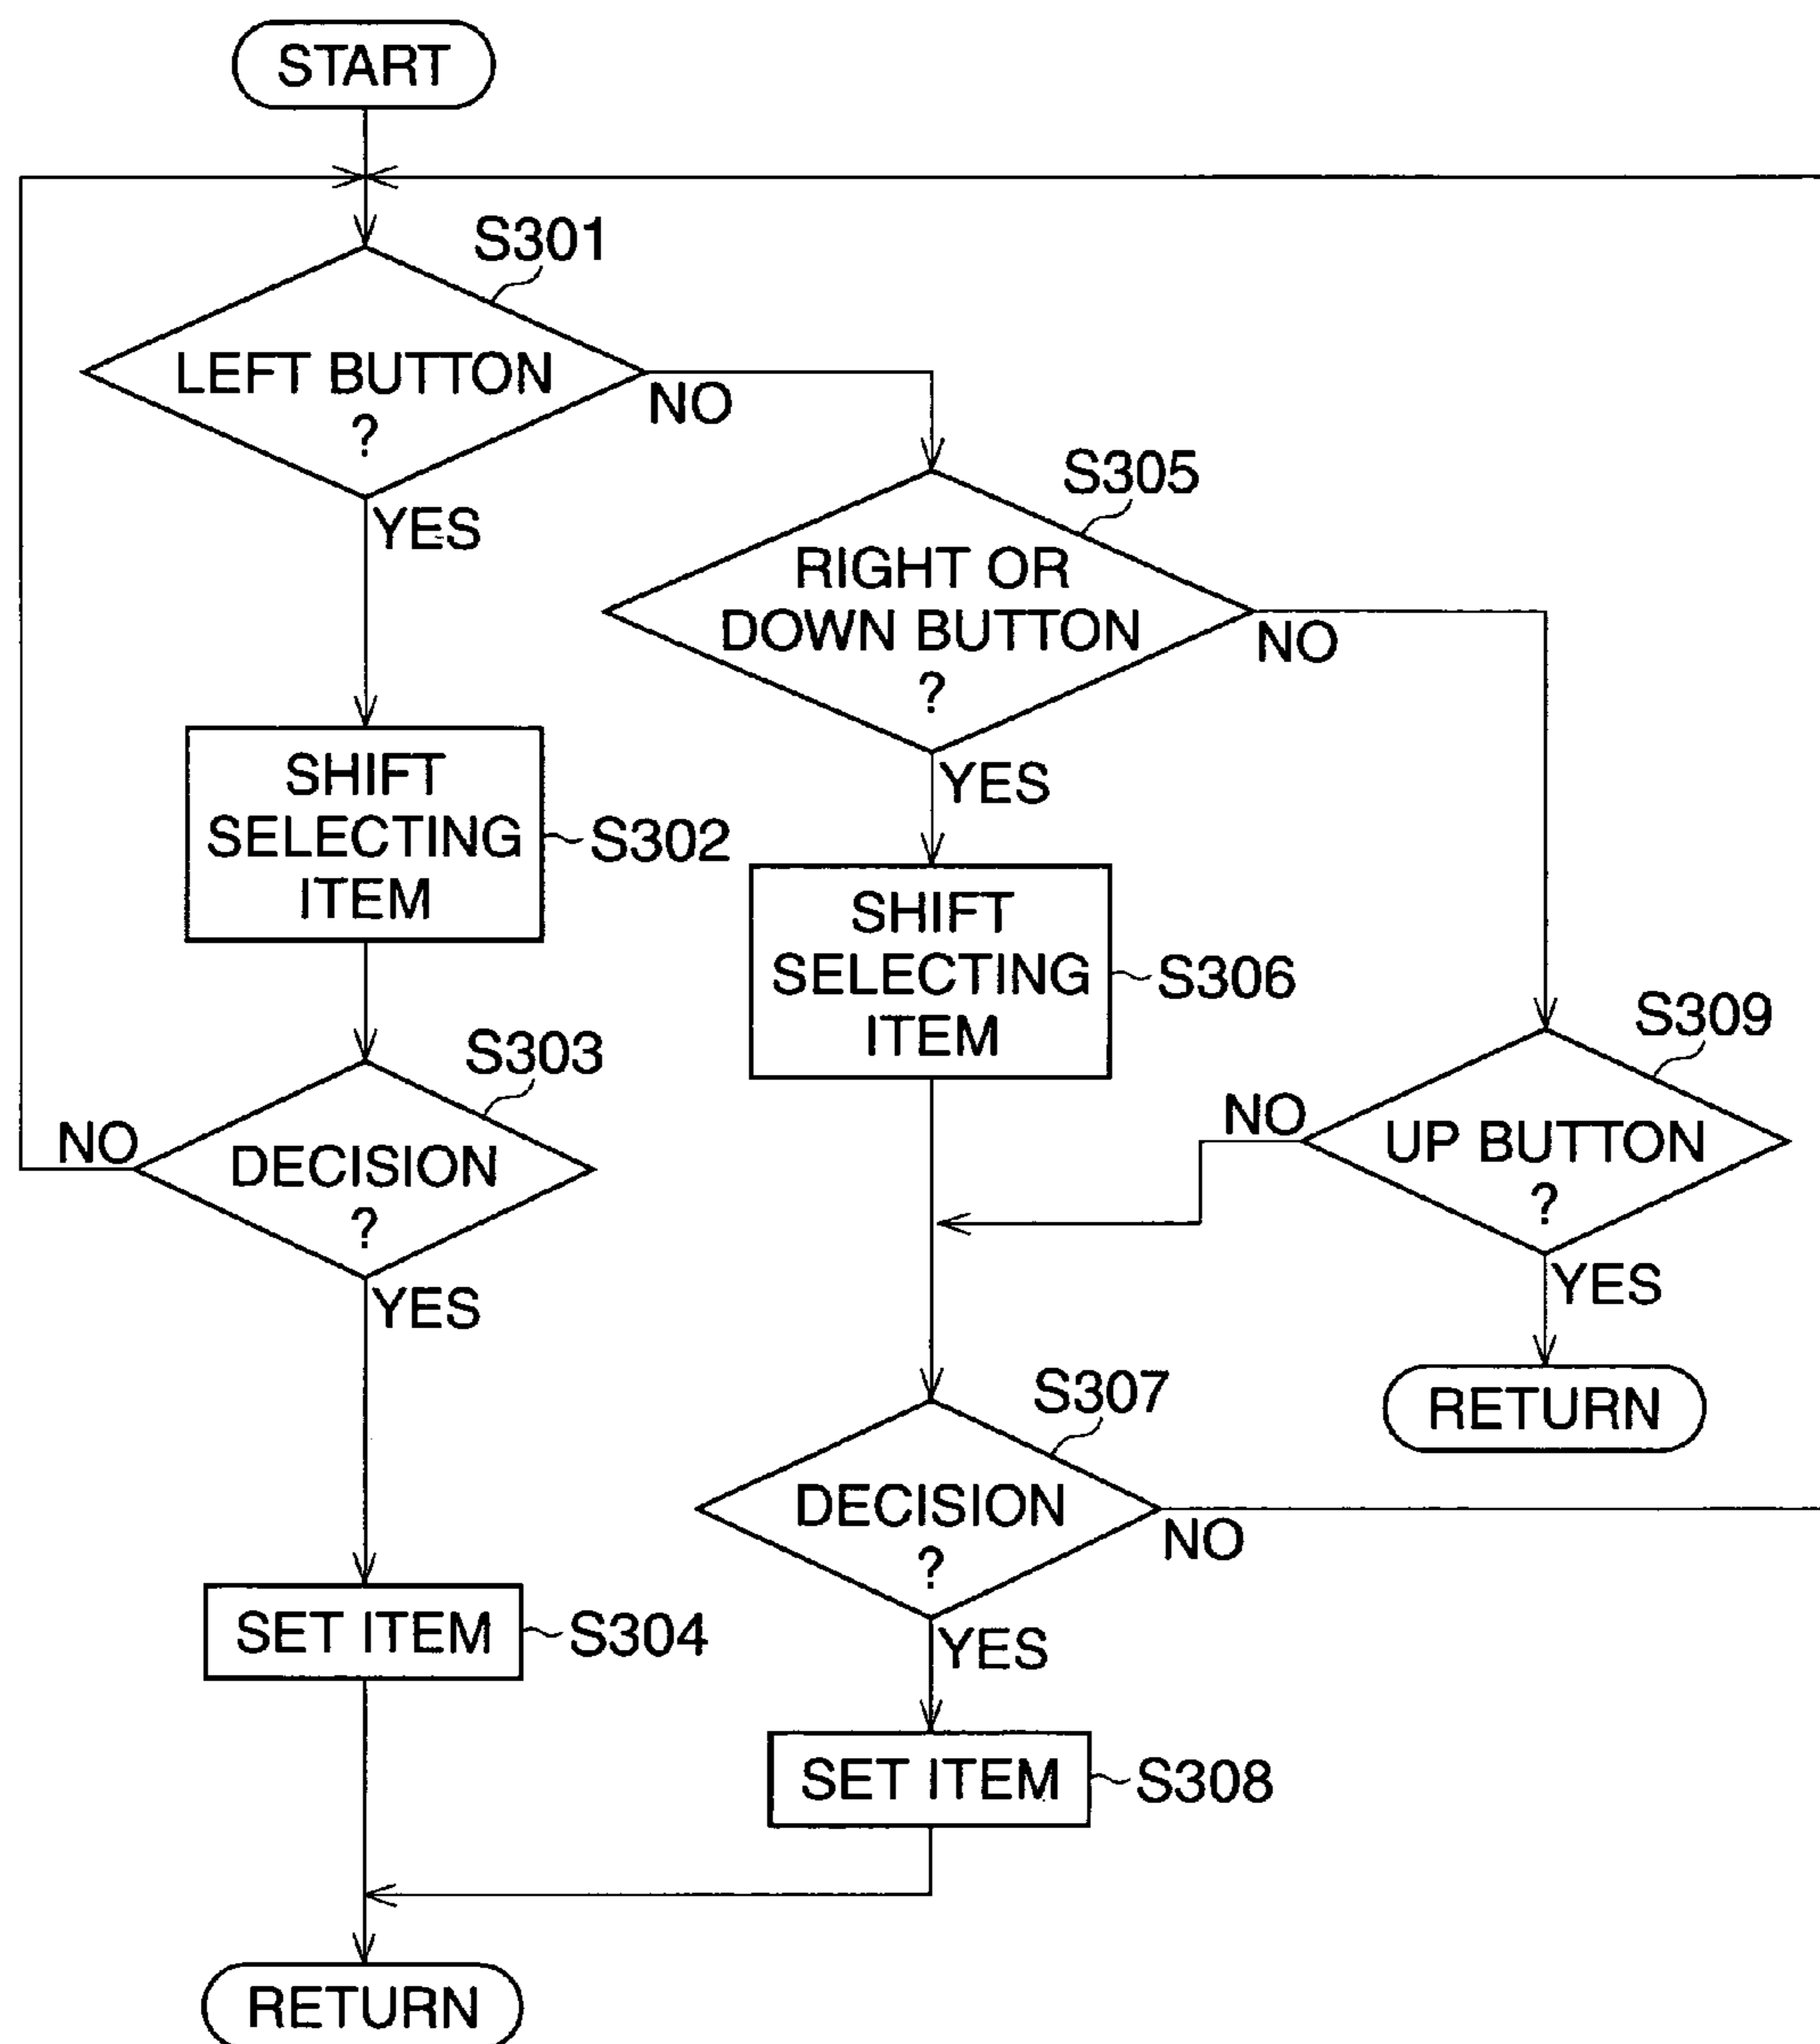 START
S301
LEFT BUTTON
?
NO
YES
S305
RIGHT OR
DOWN BUTTON
?
NO
YES
SHIFT
SELECTING
ITEM
S302
SHIFT
SELECTING
ITEM
S306
S303
DECISION
?
NO
YES
S309
UP BUTTON
?
NO
YES
RETURN
S307
DECISION
?
NO
YES
SET ITEM
S304
SET ITEM
S308
RETURN